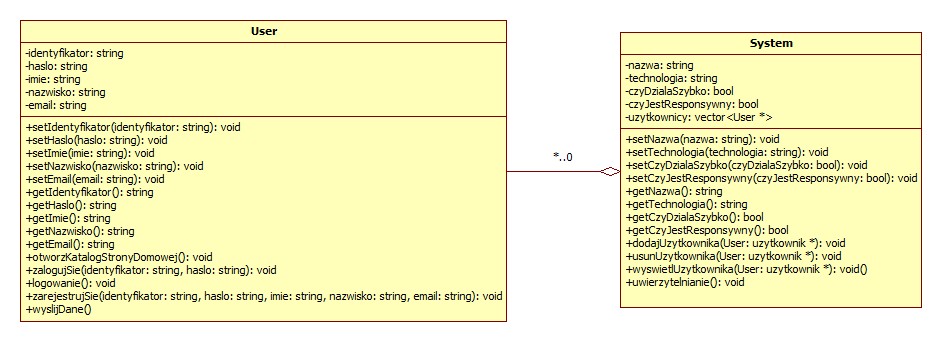 User
-identyfikator: string
-haslo: string
-imie: string
-nazwisko: string
-email: string
+setIdentyfikator(identyfikator: string): void
+setHaslo(haslo: string): void
+setImie(imie: string): void
+setNazwisko(nazwisko: string): void
+setEmail(email: string): void
+getIdentyfikator(): string
+getHaslo(): string
+getImie(): string
+getNazwisko(): string
+getEmail(): string
+otworzKatalogStronyDomowej(): void
+zalogujSie(identyfikator: string, haslo: string): void
+logowanie(): void
+zarejestrujSie(identyfikator: string, haslo: string, imie: string, nazwisko: string, email: string): void
+wyslijDane()
*..0
System
-nazwa: string
-technologia: string
-czyDzialaSzybko: bool
-czyJestResponsywny: bool
-uzytkownicy: vector<User *>
+setNazwa(nazwa: string): void
+setTechnologia(technologia: string): void
+setCzyDzialaSzybko(czyDzialaSzybko: bool): void
+setCzyJestResponsywny(czyJestResponsywny: bool): void
+getNazwa(): string
+getTechnologia(): string
+getCzyDzialaSzybko(): bool
+getCzyJestResponsywny(): bool
+dodajUzytkownika(User: uzytkownik *): void
+usunUzytkownika(User: uzytkownik *): void
+wyswietlUzytkownika(User: uzytkownik *): void()
+uwierzytelnianie(): void